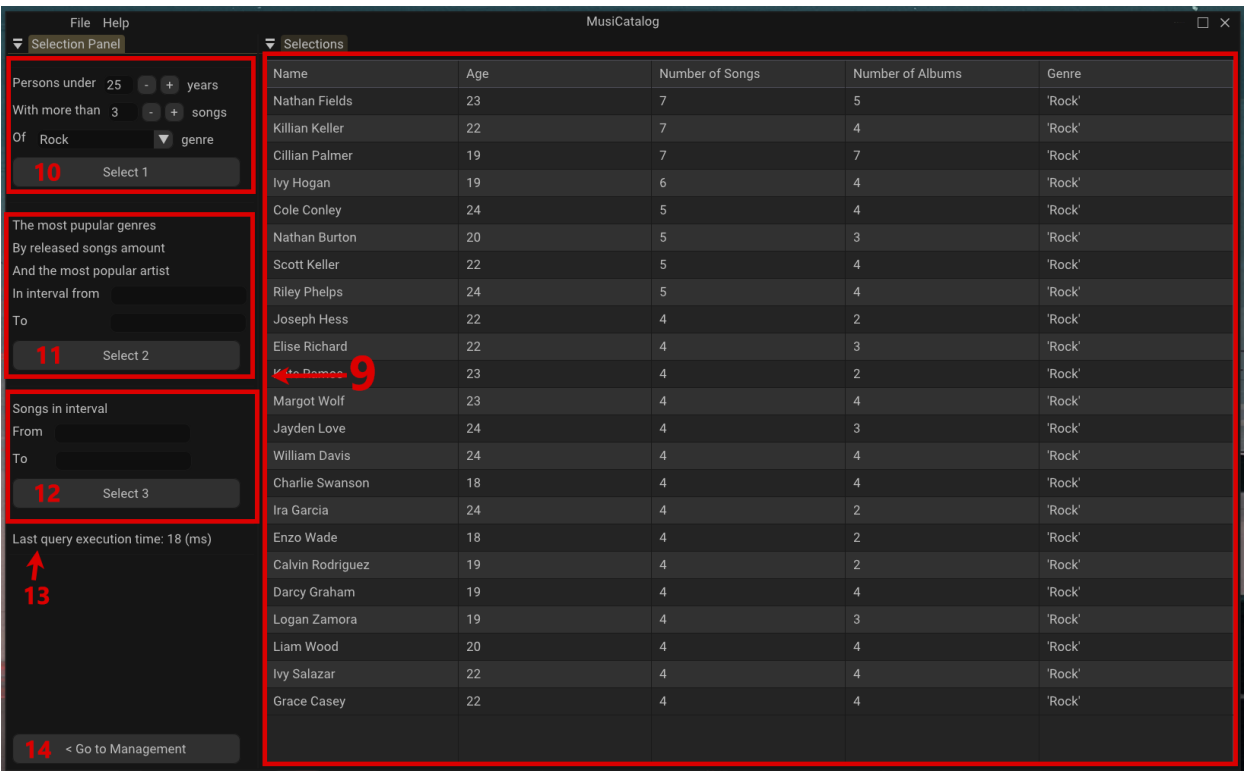 File Help MusiCatalog
Selection Panel
Persons under 25 - + years
With more than 3 - + songs
Of Rock genre
10 Select 1
The most pupular genres
By released songs amount
And the most popular artist
In interval from
To
11 Select 2
Songs in interval
From
To
12 Select 3
Last query execution time: 18 (ms)
13
14 < Go to Management
Selections
Name Age Number of Songs Number of Albums Genre
Nathan Fields 23 7 5 'Rock'
Killian Keller 22 7 4 'Rock'
Cillian Palmer 19 7 7 'Rock'
Ivy Hogan 19 6 4 'Rock'
Cole Conley 24 5 4 'Rock'
Nathan Burton 20 5 3 'Rock'
Scott Keller 22 5 4 'Rock'
Riley Phelps 24 5 4 'Rock'
Joseph Hess 22 4 2 'Rock'
Elise Richard 22 4 3 'Rock'
9 23 4 2 'Rock'
Margot Wolf 23 4 4 'Rock'
Jayden Love 24 4 3 'Rock'
William Davis 24 4 4 'Rock'
Charlie Swanson 18 4 4 'Rock'
Ira Garcia 24 4 2 'Rock'
Enzo Wade 18 4 2 'Rock'
Calvin Rodriguez 19 4 2 'Rock'
Darcy Graham 19 4 4 'Rock'
Logan Zamora 19 4 3 'Rock'
Liam Wood 20 4 4 'Rock'
Ivy Salazar 22 4 4 'Rock'
Grace Casey 22 4 4 'Rock'